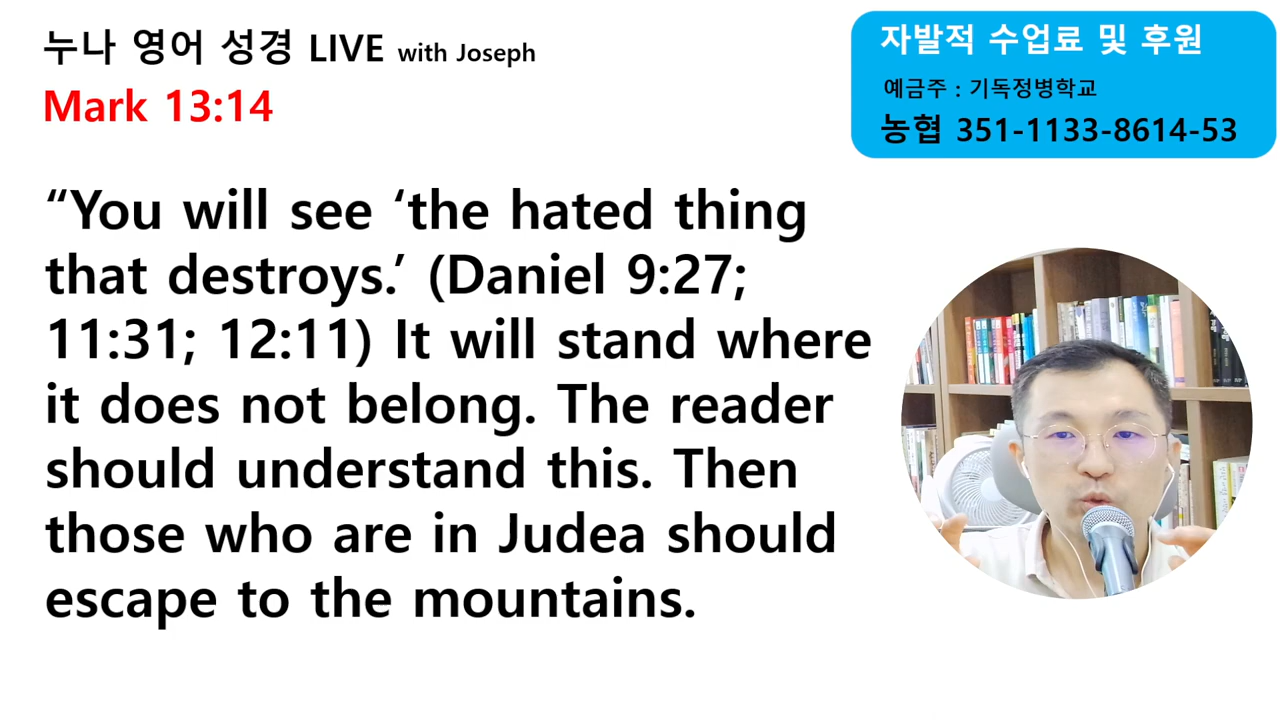 누나 영어 성경 LIVE with Joseph
Mark 13:14
자발적 수업료 및 후원
예금주 : 기독정병학교
농협 351-1133-8614-53
“You will see ‘the hated thing
that destroys.’ (Daniel 9:27;
11:31; 12:11) It will stand where
it does not belong. The reader
should understand this. Then
those who are in Judea should
escape to the mountains.